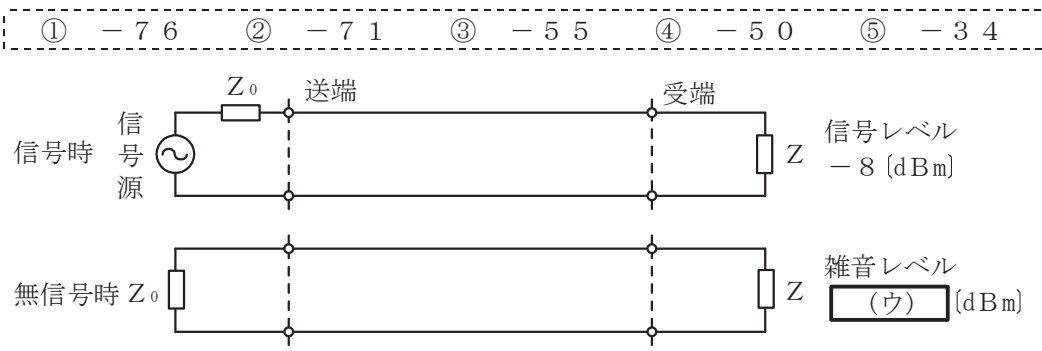 ① －７６ ② －７１ ③ －５５ ④ －５０ ⑤ －３４
Ｚ₀ 送端 受端
信号時 信号源 Ｚ 信号レベル
－８〔dＢm〕
無信号時 Ｚ₀ Ｚ 雑音レベル
(ウ) 〔dＢm〕